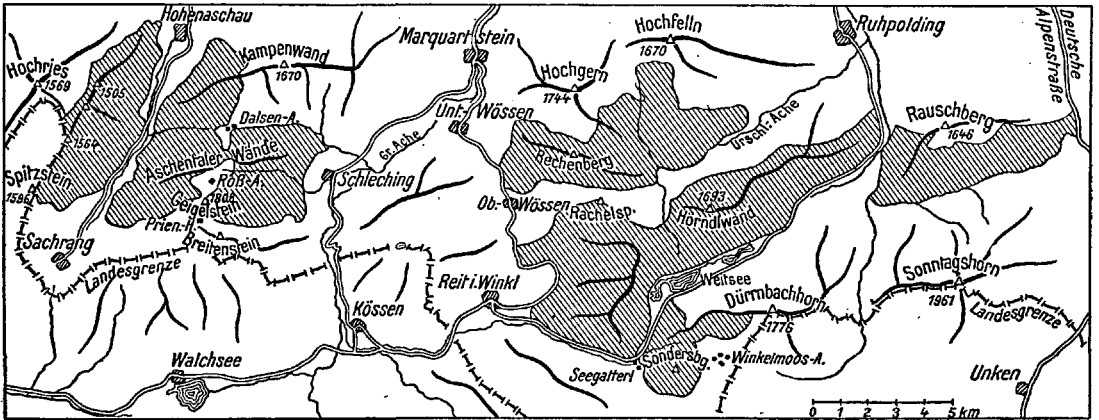 Hohenaschau
Hochries
1569
1505
1564
Kampenwand
1670
Marquartstein
Hochfelln
1670
Hochgern
1744
Ruhpolding
Deutsche
Alpenstraße
Rauschberg
1646
Dalsen-A.
Aschentaler Wände
Unt.-Wössen
Gr. Ache
Urschl.-Ache
Rechenberg
Spitzstein
1596
Roß-A.
Geigelstein
Prien-H.
Breitenstein
Schleching
Ob.-Wössen
Rachelsp.
1693
Hörndlwand
Sachrang
Landesgrenze
Reit i. Winkl
Weitsee
Dürrnbachhorn
1776
Sonntagshorn
1961
Landesgrenze
Kössen
Walchsee
Seegatterl
Sondersbg.
Winkelmoos-A.
Unken
0 1 2 3 4 5 km